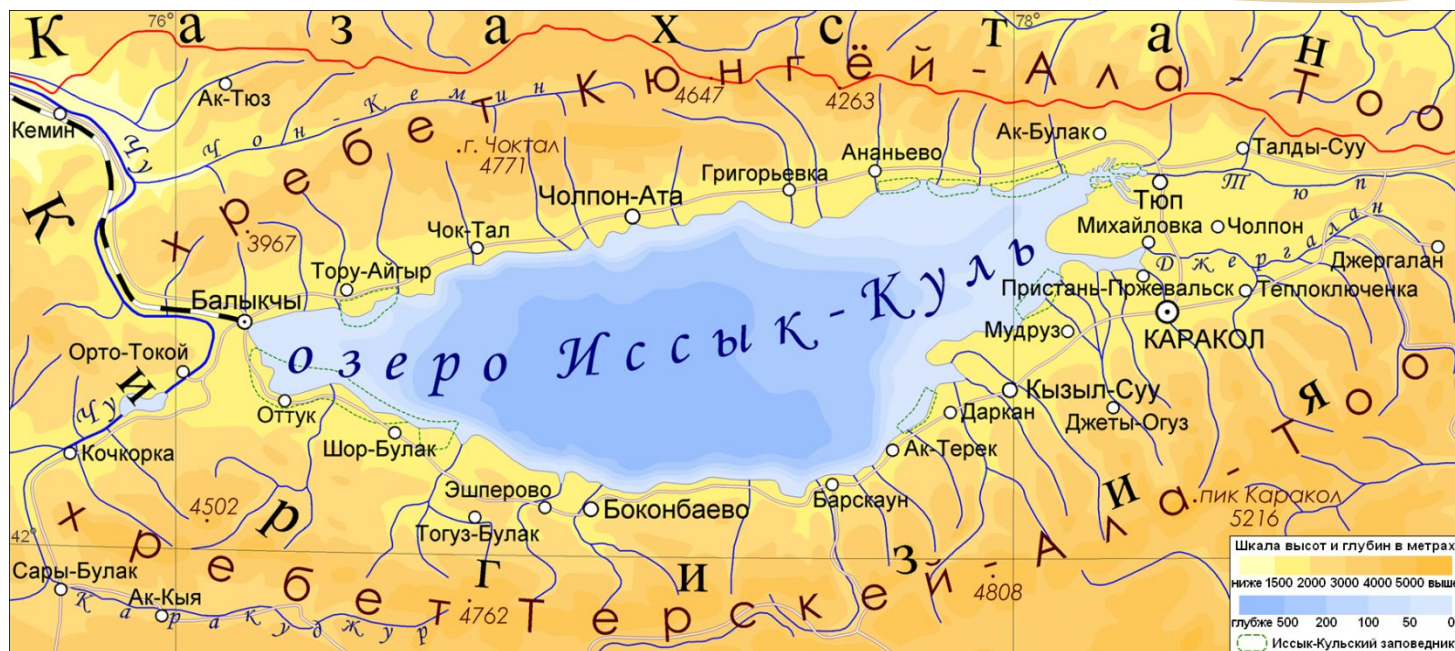 76°
78°
Казахстан
Ак-Тюз
Кемин
Чу
Чон-Кемин
хребет Кюнгёй-Ала-Тоо
4647
4263
г. Чоктал
4771
Ак-Булак
Талды-Суу
Ананьево
Григорьевка
Тюп
Тюп
Чолпон-Ата
Михайловка
Чолпон
3967
Чок-Тал
Джергалан
Джергалан
Тору-Айгыр
Пристань-Пржевальск
Теплоключенка
Балыкчы
озеро Иссык-Куль
Мудруз
КАРАКОЛ
Орто-Токой
Чу
Оттук
Кызыл-Суу
Даркан
Джеты-Огуз
Шор-Булак
Кочкорка
Ак-Терек
Эшперово
Барскаун
Боконбаево
пик Каракол
5216
4502
Тогуз-Булак
42°
Киргизия
хребет Терскей-Ала-Тоо
Сары-Булак
Ак-Кыя
Каракуджур
4762
4808
Шкала высот и глубин в метрах
ниже 1500 2000 3000 4000 5000 выше
глубже 500 200 100 50 0
Иссык-Кульский заповедник